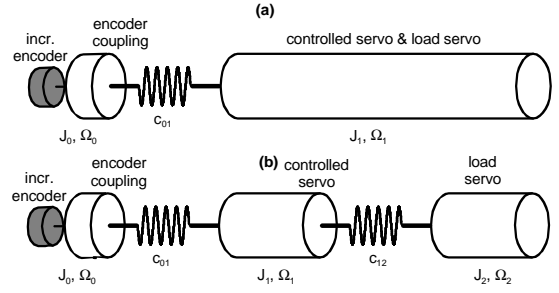 (a)
incr.
encoder
encoder
coupling
controlled servo & load servo
J0, Ω0
c01
J1, Ω1
(b)
incr.
encoder
encoder
coupling
controlled
servo
load
servo
J0, Ω0
c01
J1, Ω1
c12
J2, Ω2